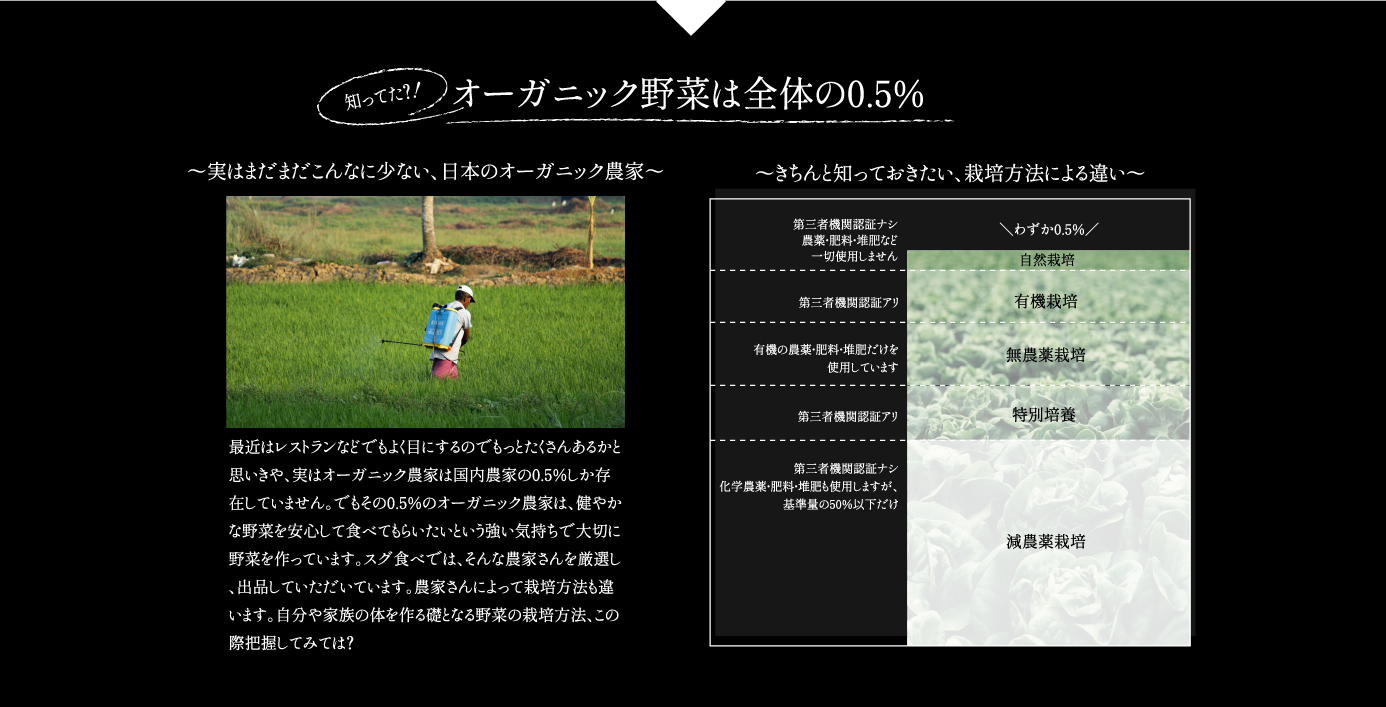 知ってた?!
オーガニック野菜は全体の0.5%
〜実はまだまだこんなに少ない、日本のオーガニック農家〜
最近はレストランなどでもよく目にするのでもっとたくさんあるかと
思いきや、実はオーガニック農家は国内農家の0.5%しか存
在していません。でもその0.5%のオーガニック農家は、健やか
な野菜を安心して食べてもらいたいという強い気持ちで大切に
野菜を作っています。スグ食べでは、そんな農家さんを厳選し
、出品していただいています。農家さんによって栽培方法も違
います。自分や家族の体を作る礎となる野菜の栽培方法、この
際把握してみては?
〜きちんと知っておきたい、栽培方法による違い〜
第三者機関認証ナシ
農薬・肥料・堆肥など
一切使用しません
＼わずか0.5%／
自然栽培
第三者機関認証アリ
有機栽培
有機の農薬・肥料・堆肥だけを
使用しています
無農薬栽培
第三者機関認証アリ
特別培養
第三者機関認証ナシ
化学農薬・肥料・堆肥も使用しますが、
基準量の50%以下だけ
減農薬栽培